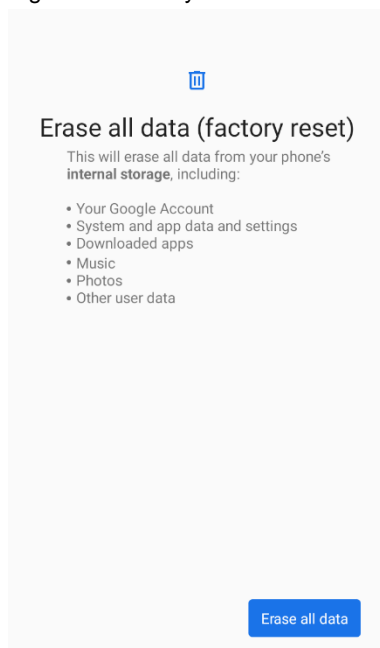 Erase all data (factory reset)
This will erase all data from your phone's
internal storage, including:
• Your Google Account
• System and app data and settings
• Downloaded apps
• Music
• Photos
• Other user data
Erase all data